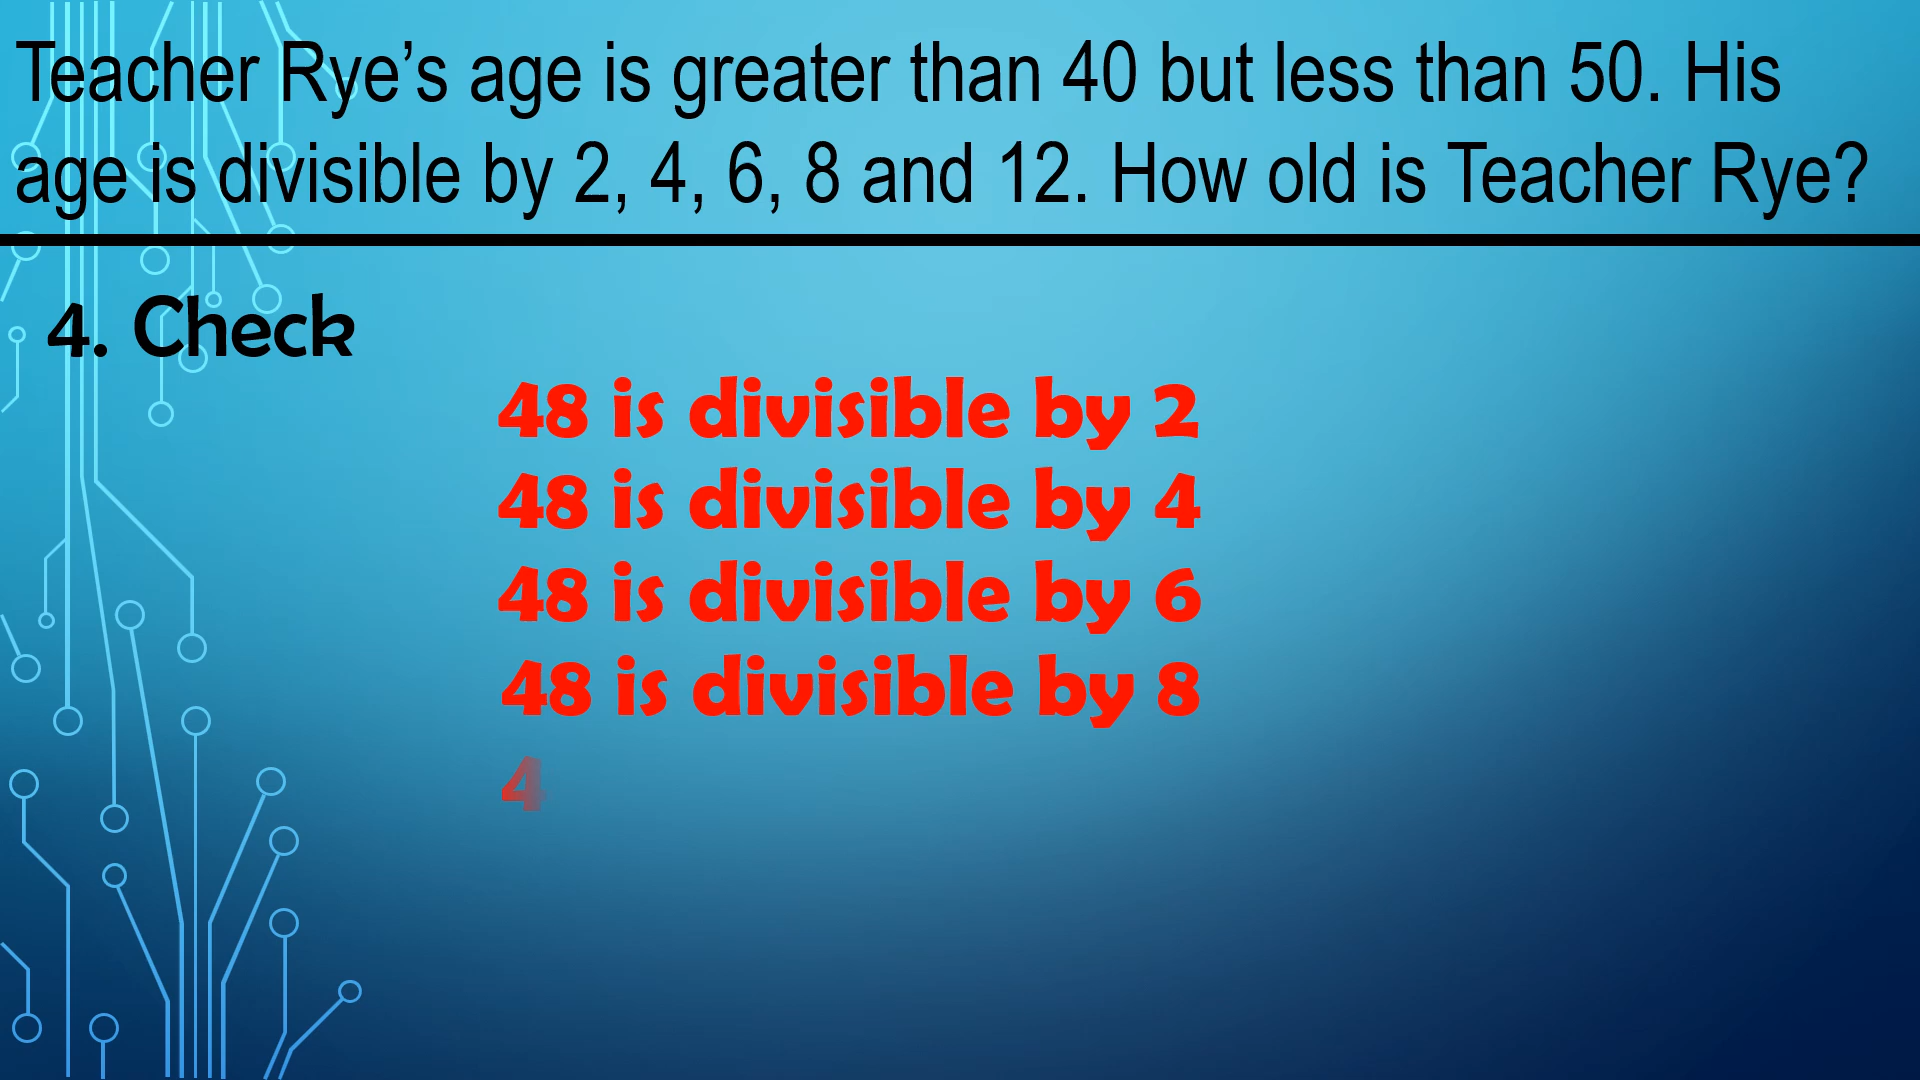 Teacher Rye’s age is greater than 40 but less than 50. His
age is divisible by 2, 4, 6, 8 and 12. How old is Teacher Rye?
4. Check
48 is divisible by 2
48 is divisible by 4
48 is divisible by 6
48 is divisible by 8
4